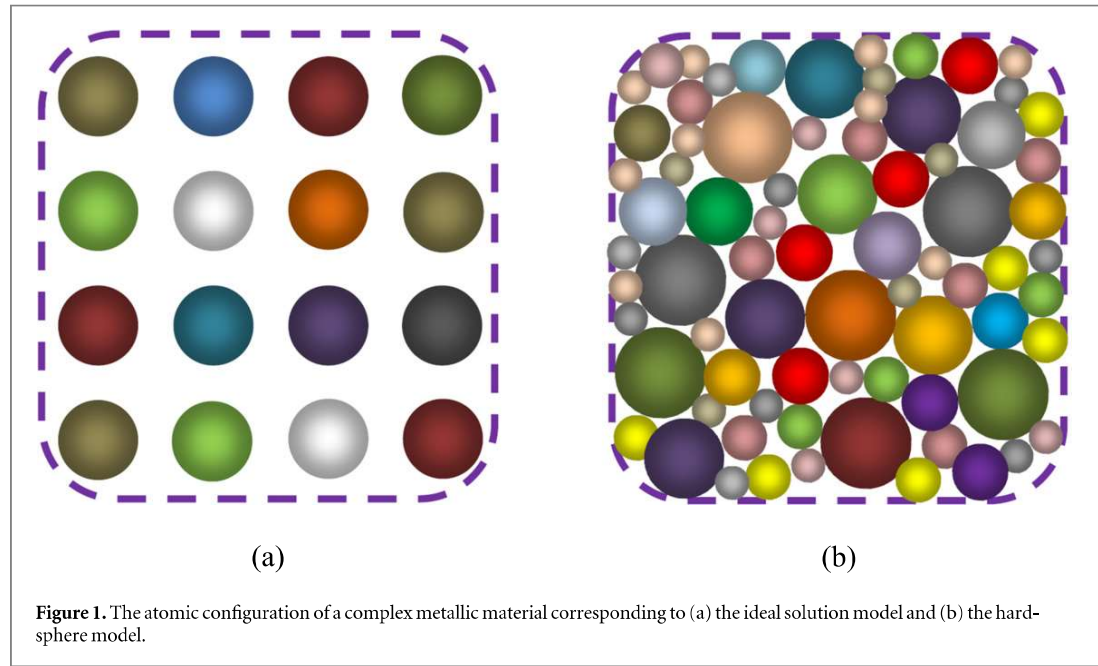 (a)
(b)
Figure 1. The atomic configuration of a complex metallic material corresponding to (a) the ideal solution model and (b) the hard-
sphere model.